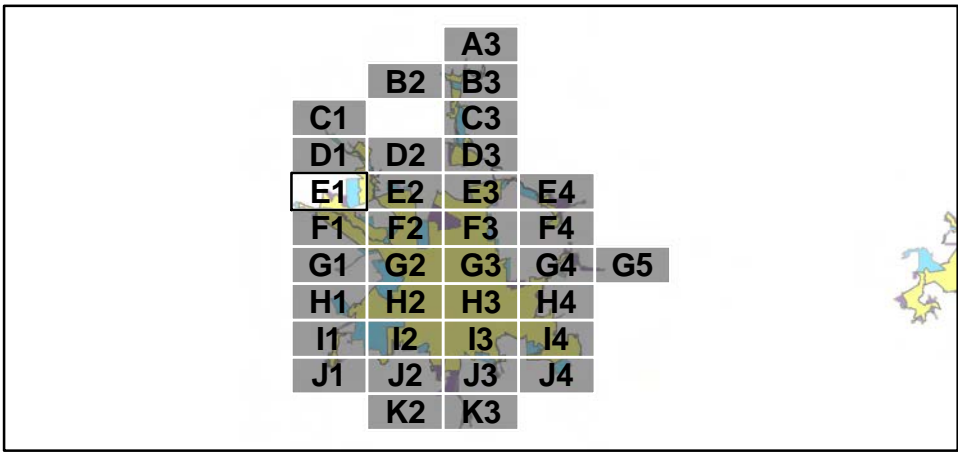 A3
B2 B3
C1 C3
D1 D2 D3
E1 E2 E3 E4
F1 F2 F3 F4
G1 G2 G3 G4 G5
H1 H2 H3 H4
I1 I2 I3 I4
J1 J2 J3 J4
K2 K3